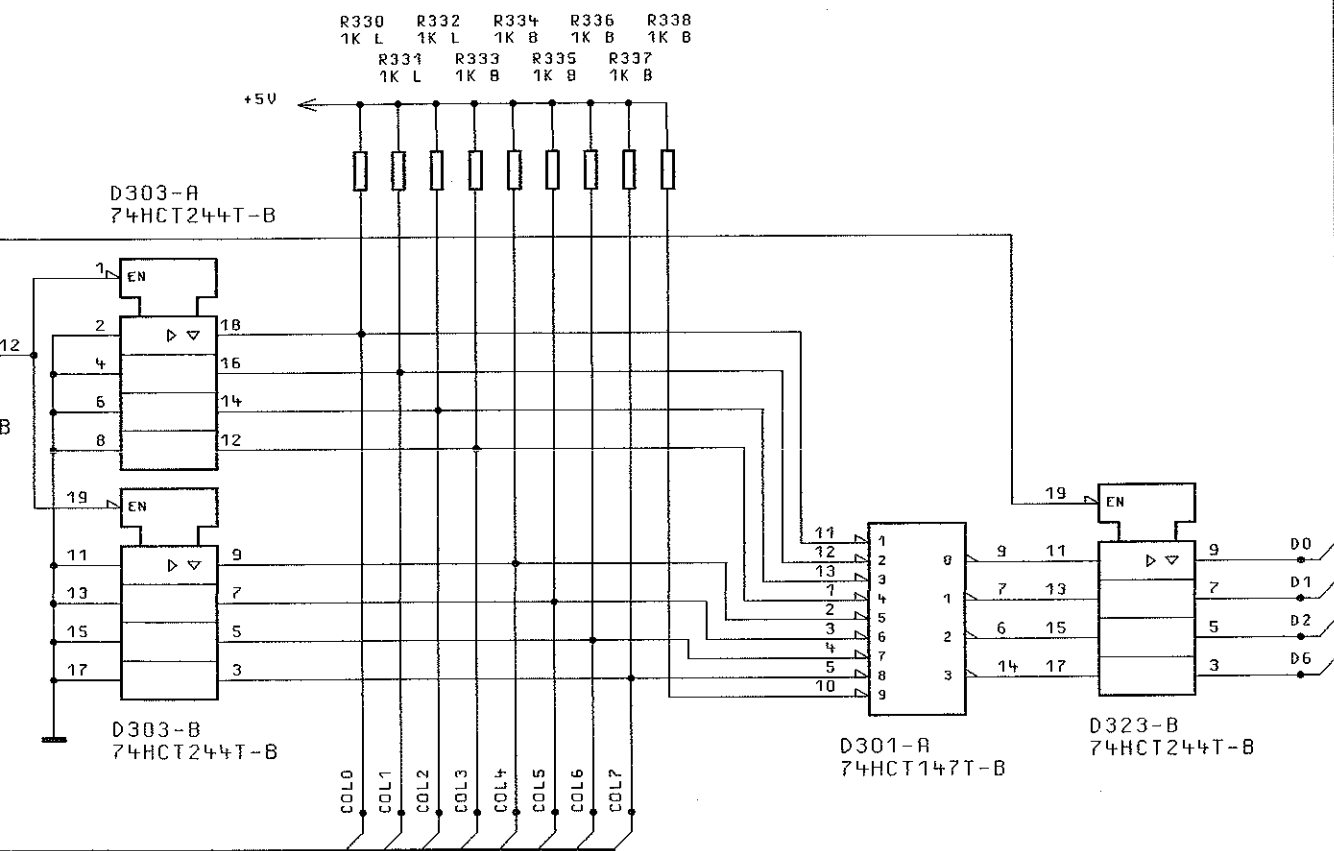 R330 R332 R334 R336 R338
1K L 1K L 1K B 1K B 1K B
R331 R333 R335 R337
1K L 1K B 1K B 1K B
+5V
D303-A
74HCT244T-B
1 EN
2 18
12
4 16
6 14
B
8 12
19 EN
11 9
13 7
15 5
17 3
D303-B
74HCT244T-B
19 EN
11 1
12 2 0 9 11 9 D0
13 3
1 4 1 7 13 7 D1
2 5
3 6 2 6 15 5 D2
4 7
5 8 3 14 17 3 D6
10 9
D301-A
74HCT147T-B
D323-B
74HCT244T-B
COL0 COL1 COL2 COL3 COL4 COL5 COL6 COL7